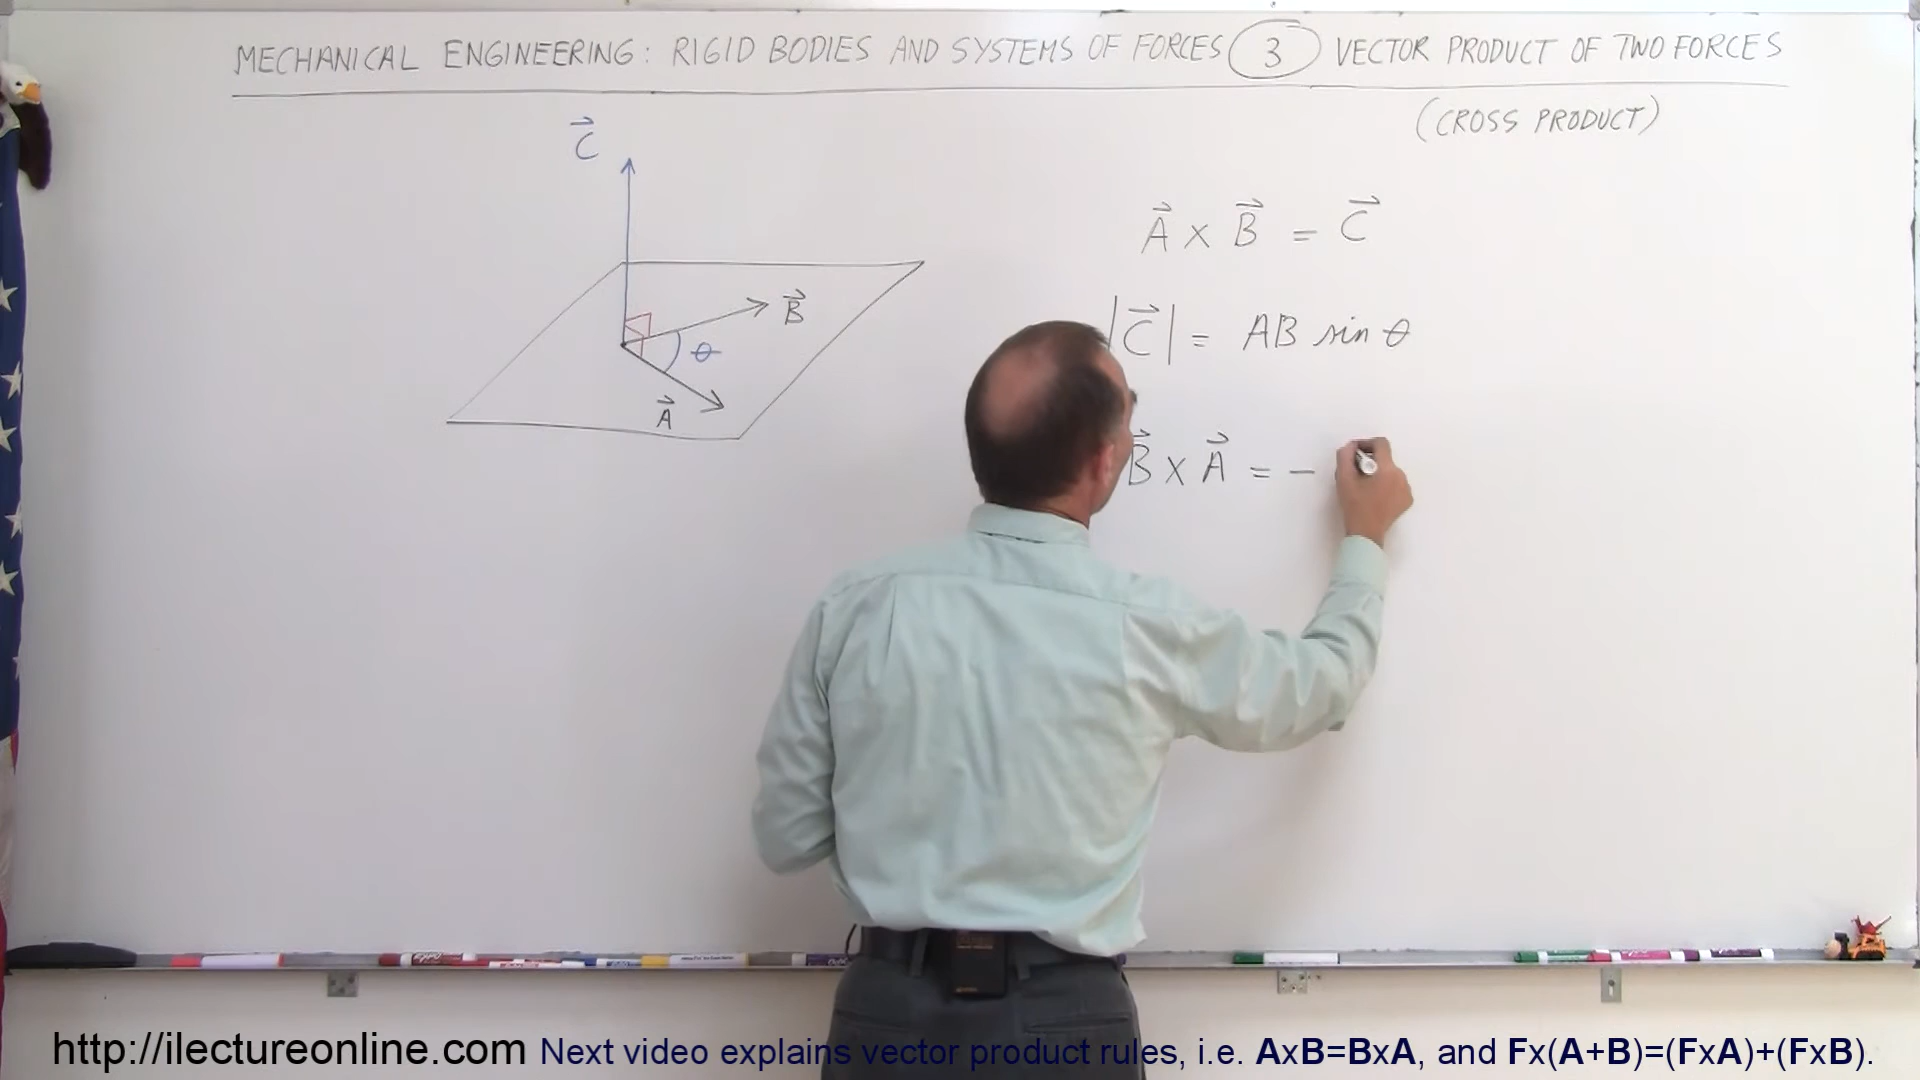 MECHANICAL ENGINEERING: RIGID BODIES AND SYSTEMS OF FORCES 3 VECTOR PRODUCT OF TWO FORCES
(CROSS PRODUCT)
C⃗
A⃗ × B⃗ = C⃗
B⃗
|C⃗| = AB sin θ
θ
A⃗
B⃗ × A⃗ = −
EXPO
http://ilectureonline.com Next video explains vector product rules, i.e. AxB=BxA, and Fx(A+B)=(FxA)+(FxB).